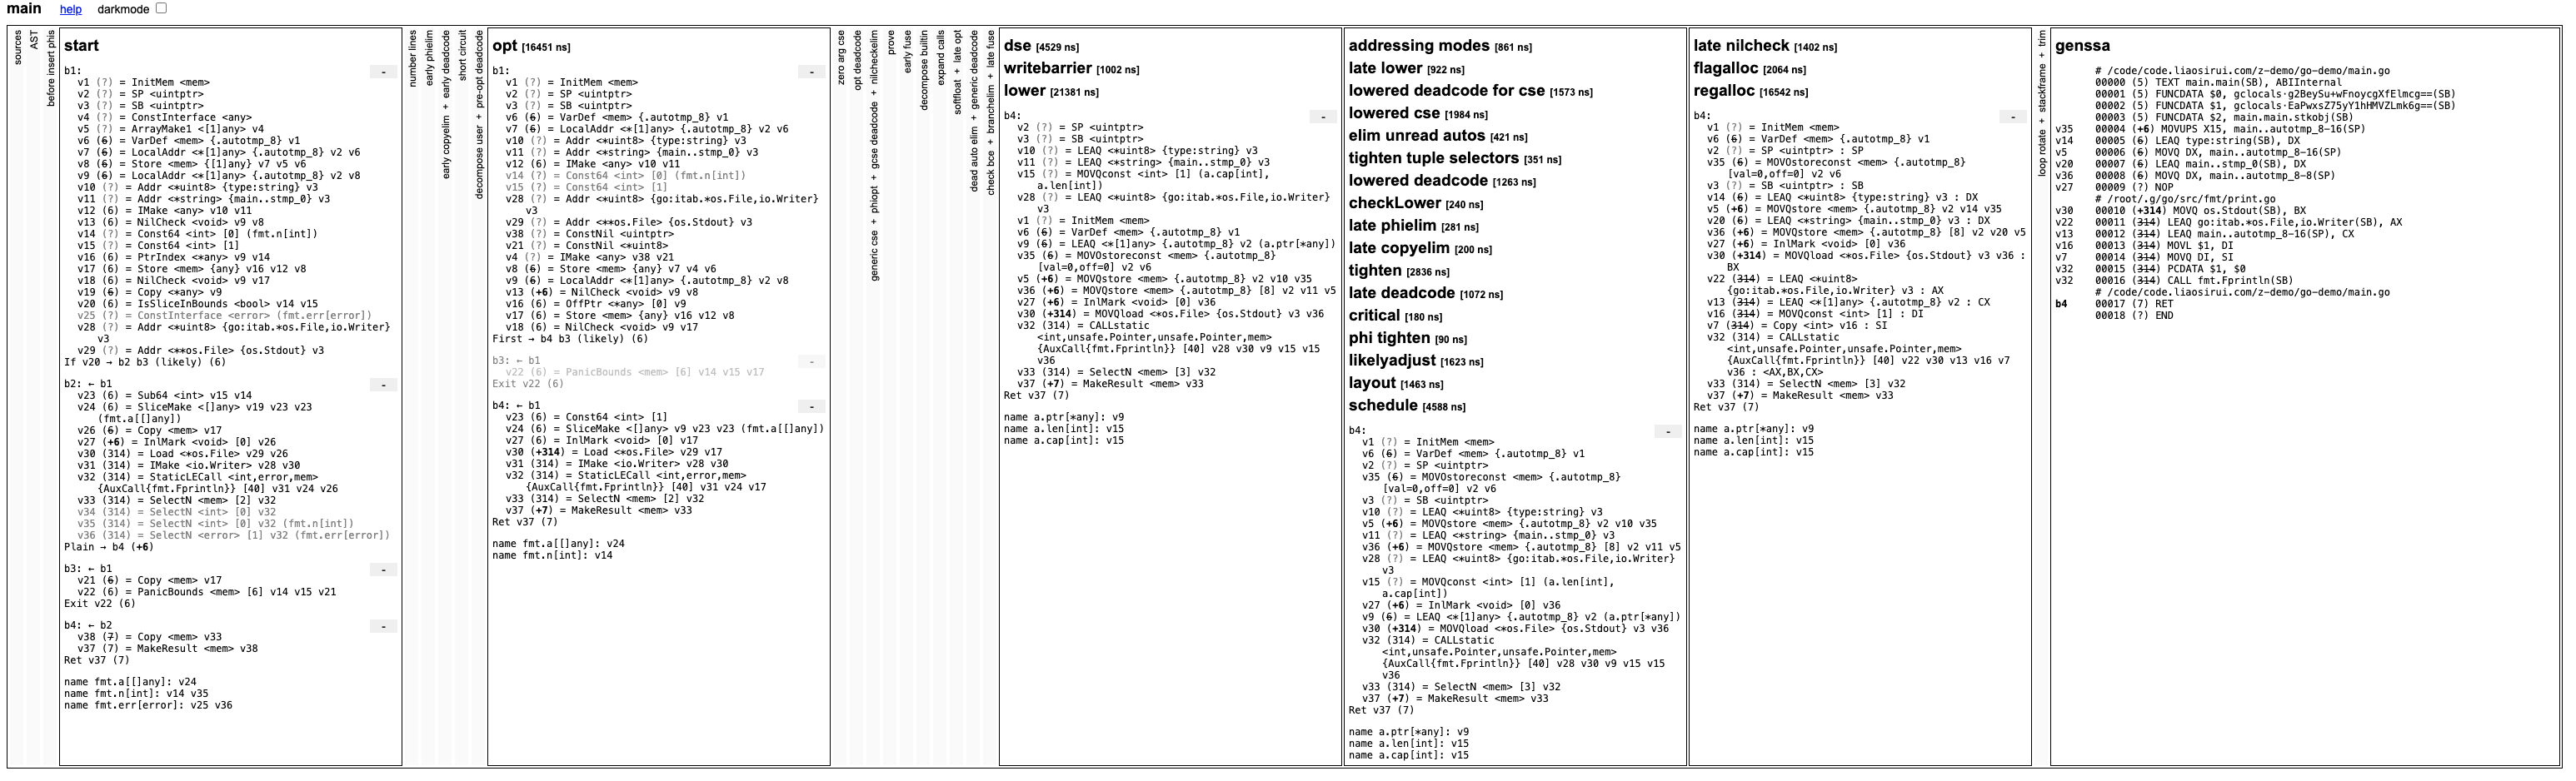 main help darkmode
sources
AST
before insert phis
start
b1:
-
v1 (?) = InitMem <mem>
v2 (?) = SP <uintptr>
v3 (?) = SB <uintptr>
v4 (?) = ConstInterface <any>
v5 (?) = ArrayMake1 <[1]any> v4
v6 (6) = VarDef <mem> {.autotmp_8} v1
v7 (6) = LocalAddr <*[1]any> {.autotmp_8} v2 v6
v8 (6) = Store <mem> {[1]any} v7 v5 v6
v9 (6) = LocalAddr <*[1]any> {.autotmp_8} v2 v8
v10 (?) = Addr <*uint8> {type:string} v3
v11 (?) = Addr <*string> {main..stmp_0} v3
v12 (6) = IMake <any> v10 v11
v13 (6) = NilCheck <void> v9 v8
v14 (?) = Const64 <int> [0] (fmt.n[int])
v15 (?) = Const64 <int> [1]
v16 (6) = PtrIndex <*any> v9 v14
v17 (6) = Store <mem> {any} v16 v12 v8
v18 (6) = NilCheck <void> v9 v17
v19 (6) = Copy <*any> v9
v20 (6) = IsSliceInBounds <bool> v14 v15
v25 (?) = ConstInterface <error> (fmt.err[error])
v28 (?) = Addr <*uint8> {go:itab.*os.File,io.Writer}
v3
v29 (?) = Addr <**os.File> {os.Stdout} v3
If v20 → b2 b3 (likely) (6)
b2: ← b1
-
v23 (6) = Sub64 <int> v15 v14
v24 (6) = SliceMake <[]any> v19 v23 v23
(fmt.a[[]any])
v26 (6) = Copy <mem> v17
v27 (+6) = InlMark <void> [0] v26
v30 (314) = Load <*os.File> v29 v26
v31 (314) = IMake <io.Writer> v28 v30
v32 (314) = StaticLECall <int,error,mem>
{AuxCall{fmt.Fprintln}} [40] v31 v24 v26
v33 (314) = SelectN <mem> [2] v32
v34 (314) = SelectN <int> [0] v32
v35 (314) = SelectN <int> [0] v32 (fmt.n[int])
v36 (314) = SelectN <error> [1] v32 (fmt.err[error])
Plain → b4 (+6)
b3: ← b1
-
v21 (6) = Copy <mem> v17
v22 (6) = PanicBounds <mem> [6] v14 v15 v21
Exit v22 (6)
b4: ← b2
-
v38 (7) = Copy <mem> v33
v37 (7) = MakeResult <mem> v38
Ret v37 (7)
name fmt.a[[]any]: v24
name fmt.n[int]: v14 v35
name fmt.err[error]: v25 v36
number lines
early phielim
early copyelim + early deadcode
short circuit
decompose user + pre-opt deadcode
opt [16451 ns]
b1:
-
v1 (?) = InitMem <mem>
v2 (?) = SP <uintptr>
v3 (?) = SB <uintptr>
v6 (6) = VarDef <mem> {.autotmp_8} v1
v7 (6) = LocalAddr <*[1]any> {.autotmp_8} v2 v6
v10 (?) = Addr <*uint8> {type:string} v3
v11 (?) = Addr <*string> {main..stmp_0} v3
v12 (6) = IMake <any> v10 v11
v14 (?) = Const64 <int> [0] (fmt.n[int])
v15 (?) = Const64 <int> [1]
v28 (?) = Addr <*uint8> {go:itab.*os.File,io.Writer}
v3
v29 (?) = Addr <**os.File> {os.Stdout} v3
v38 (?) = ConstNil <uintptr>
v21 (?) = ConstNil <*uint8>
v4 (?) = IMake <any> v38 v21
v8 (6) = Store <mem> {any} v7 v4 v6
v9 (6) = LocalAddr <*[1]any> {.autotmp_8} v2 v8
v13 (+6) = NilCheck <void> v9 v8
v16 (6) = OffPtr <*any> [0] v9
v17 (6) = Store <mem> {any} v16 v12 v8
v18 (6) = NilCheck <void> v9 v17
First → b4 b3 (likely) (6)
b3: ← b1
-
v22 (6) = PanicBounds <mem> [6] v14 v15 v17
Exit v22 (6)
b4: ← b1
-
v23 (6) = Const64 <int> [1]
v24 (6) = SliceMake <[]any> v9 v23 v23 (fmt.a[[]any])
v27 (6) = InlMark <void> [0] v17
v30 (+314) = Load <*os.File> v29 v17
v31 (314) = IMake <io.Writer> v28 v30
v32 (314) = StaticLECall <int,error,mem>
{AuxCall{fmt.Fprintln}} [40] v31 v24 v17
v33 (314) = SelectN <mem> [2] v32
v37 (+7) = MakeResult <mem> v33
Ret v37 (7)
name fmt.a[[]any]: v24
name fmt.n[int]: v14
zero arg cse
opt deadcode
generic cse + phiopt + gcse deadcode + nilcheckelim
prove
early fuse
decompose builtin
expand calls
softfloat + late opt
dead auto elim + generic deadcode
check bce + branchelim + late fuse
dse [4529 ns]
writebarrier [1002 ns]
lower [21381 ns]
b4:
-
v2 (?) = SP <uintptr>
v3 (?) = SB <uintptr>
v10 (?) = LEAQ <*uint8> {type:string} v3
v11 (?) = LEAQ <*string> {main..stmp_0} v3
v15 (?) = MOVQconst <int> [1] (a.cap[int],
a.len[int])
v28 (?) = LEAQ <*uint8> {go:itab.*os.File,io.Writer}
v3
v1 (?) = InitMem <mem>
v6 (6) = VarDef <mem> {.autotmp_8} v1
v9 (6) = LEAQ <*[1]any> {.autotmp_8} v2 (a.ptr[*any])
v35 (6) = MOVOstoreconst <mem> {.autotmp_8}
[val=0,off=0] v2 v6
v5 (+6) = MOVQstore <mem> {.autotmp_8} v2 v10 v35
v36 (+6) = MOVQstore <mem> {.autotmp_8} [8] v2 v11 v5
v27 (+6) = InlMark <void> [0] v36
v30 (+314) = MOVQload <*os.File> {os.Stdout} v3 v36
v32 (314) = CALLstatic
<int,unsafe.Pointer,unsafe.Pointer,mem>
{AuxCall{fmt.Fprintln}} [40] v28 v30 v9 v15 v15
v36
v33 (314) = SelectN <mem> [3] v32
v37 (+7) = MakeResult <mem> v33
Ret v37 (7)
name a.ptr[*any]: v9
name a.len[int]: v15
name a.cap[int]: v15
addressing modes [861 ns]
late lower [922 ns]
lowered deadcode for cse [1573 ns]
lowered cse [1984 ns]
elim unread autos [421 ns]
tighten tuple selectors [351 ns]
lowered deadcode [1263 ns]
checkLower [240 ns]
late phielim [281 ns]
late copyelim [200 ns]
tighten [2836 ns]
late deadcode [1072 ns]
critical [180 ns]
phi tighten [90 ns]
likelyadjust [1623 ns]
layout [1463 ns]
schedule [4588 ns]
b4:
-
v1 (?) = InitMem <mem>
v6 (6) = VarDef <mem> {.autotmp_8} v1
v2 (?) = SP <uintptr>
v35 (6) = MOVOstoreconst <mem> {.autotmp_8}
[val=0,off=0] v2 v6
v3 (?) = SB <uintptr>
v10 (?) = LEAQ <*uint8> {type:string} v3
v5 (+6) = MOVQstore <mem> {.autotmp_8} v2 v10 v35
v11 (?) = LEAQ <*string> {main..stmp_0} v3
v36 (+6) = MOVQstore <mem> {.autotmp_8} [8] v2 v11 v5
v28 (?) = LEAQ <*uint8> {go:itab.*os.File,io.Writer}
v3
v15 (?) = MOVQconst <int> [1] (a.len[int],
a.cap[int])
v27 (+6) = InlMark <void> [0] v36
v9 (6) = LEAQ <*[1]any> {.autotmp_8} v2 (a.ptr[*any])
v30 (+314) = MOVQload <*os.File> {os.Stdout} v3 v36
v32 (314) = CALLstatic
<int,unsafe.Pointer,unsafe.Pointer,mem>
{AuxCall{fmt.Fprintln}} [40] v28 v30 v9 v15 v15
v36
v33 (314) = SelectN <mem> [3] v32
v37 (+7) = MakeResult <mem> v33
Ret v37 (7)
name a.ptr[*any]: v9
name a.len[int]: v15
name a.cap[int]: v15
late nilcheck [1402 ns]
flagalloc [2064 ns]
regalloc [16542 ns]
b4:
-
v1 (?) = InitMem <mem>
v6 (6) = VarDef <mem> {.autotmp_8} v1
v2 (?) = SP <uintptr> : SP
v35 (6) = MOVOstoreconst <mem> {.autotmp_8}
[val=0,off=0] v2 v6
v3 (?) = SB <uintptr> : SB
v14 (6) = LEAQ <*uint8> {type:string} v3 : DX
v5 (+6) = MOVQstore <mem> {.autotmp_8} v2 v14 v35
v20 (6) = LEAQ <*string> {main..stmp_0} v3 : DX
v36 (+6) = MOVQstore <mem> {.autotmp_8} [8] v2 v20 v5
v27 (+6) = InlMark <void> [0] v36
v30 (+314) = MOVQload <*os.File> {os.Stdout} v3 v36 :
BX
v22 (314) = LEAQ <*uint8>
{go:itab.*os.File,io.Writer} v3 : AX
v13 (314) = LEAQ <*[1]any> {.autotmp_8} v2 : CX
v16 (314) = MOVQconst <int> [1] : DI
v7 (314) = Copy <int> v16 : SI
v32 (314) = CALLstatic
<int,unsafe.Pointer,unsafe.Pointer,mem>
{AuxCall{fmt.Fprintln}} [40] v22 v30 v13 v16 v7
v36 : <AX,BX,CX>
v33 (314) = SelectN <mem> [3] v32
v37 (+7) = MakeResult <mem> v33
Ret v37 (7)
name a.ptr[*any]: v9
name a.len[int]: v15
name a.cap[int]: v15
loop rotate + stackframe + trim
genssa
# /code/code.liaosirui.com/z-demo/go-demo/main.go
00000 (5) TEXT main.main(SB), ABIInternal
00001 (5) FUNCDATA $0, gclocals·g2BeySu+wFnoycgXfElmcg==(SB)
00002 (5) FUNCDATA $1, gclocals·EaPwxsZ75yY1hHMVZLmk6g==(SB)
00003 (5) FUNCDATA $2, main.main.stkobj(SB)
v35 00004 (+6) MOVUPS X15, main..autotmp_8-16(SP)
v14 00005 (6) LEAQ type:string(SB), DX
v5 00006 (6) MOVQ DX, main..autotmp_8-16(SP)
v20 00007 (6) LEAQ main..stmp_0(SB), DX
v36 00008 (6) MOVQ DX, main..autotmp_8-8(SP)
v27 00009 (?) NOP
# /root/.g/go/src/fmt/print.go
v30 00010 (+314) MOVQ os.Stdout(SB), BX
v22 00011 (314) LEAQ go:itab.*os.File,io.Writer(SB), AX
v13 00012 (314) LEAQ main..autotmp_8-16(SP), CX
v16 00013 (314) MOVL $1, DI
v7 00014 (314) MOVQ DI, SI
v32 00015 (314) PCDATA $1, $0
v32 00016 (314) CALL fmt.Fprintln(SB)
# /code/code.liaosirui.com/z-demo/go-demo/main.go
b4 00017 (7) RET
00018 (?) END